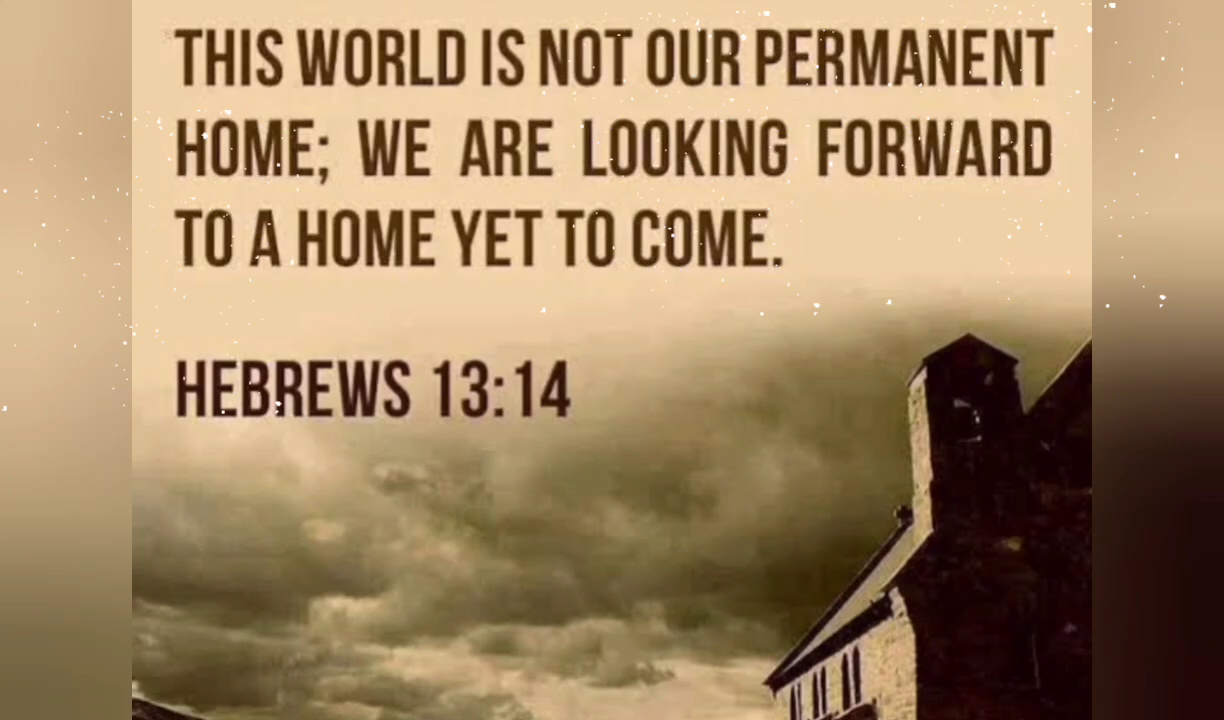 THIS WORLD IS NOT OUR PERMANENT
HOME; WE ARE LOOKING FORWARD
TO A HOME YET TO COME.
HEBREWS 13:14